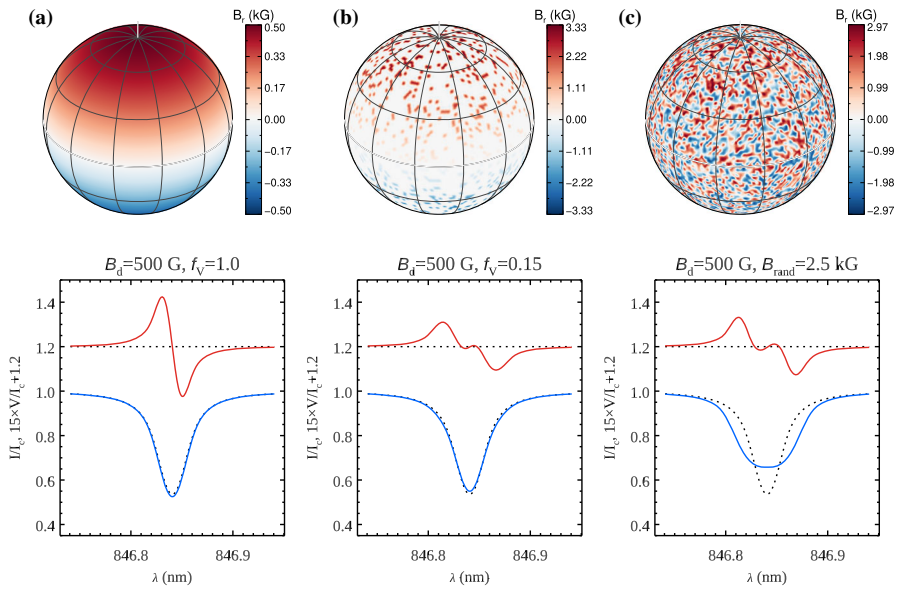 (a)
B_r (kG)
0.50
0.33
0.17
0.00
−0.17
−0.33
−0.50
(b)
B_r (kG)
3.33
2.22
1.11
0.00
−1.11
−2.22
−3.33
(c)
B_r (kG)
2.97
1.98
0.99
0.00
−0.99
−1.98
−2.97
B_d=500 G, f_V=1.0
I/I_c, 15×V/I_c+1.2
1.4
1.2
1.0
0.8
0.6
0.4
846.8 846.9
λ (nm)
B_d=500 G, f_V=0.15
I/I_c, 15×V/I_c+1.2
1.4
1.2
1.0
0.8
0.6
0.4
846.8 846.9
λ (nm)
B_d=500 G, B_rand=2.5 kG
I/I_c, 15×V/I_c+1.2
1.4
1.2
1.0
0.8
0.6
0.4
846.8 846.9
λ (nm)